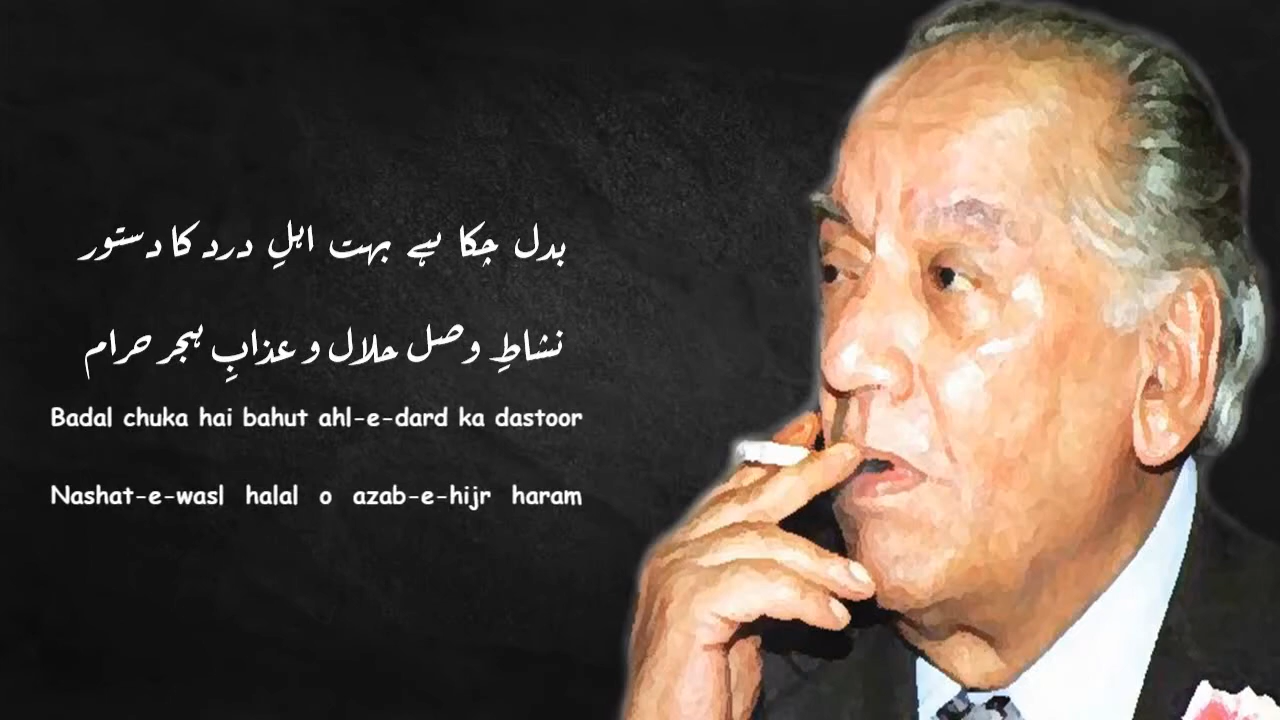 بدل چکا ہے بہت اہلِ درد کا دستور
نشاطِ وصل حلال و عذابِ ہجر حرام
Badal chuka hai bahut ahl-e-dard ka dastoor
Nashat-e-wasl halal o azab-e-hijr haram